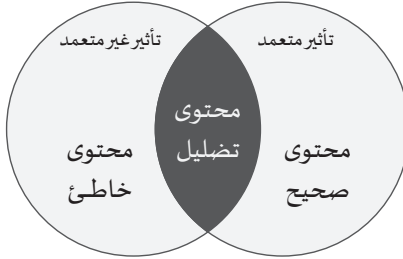 تأثير متعمد
تأثير غير متعمد
محتوى
صحيح
محتوى
تضليل
محتوى
خاطئ